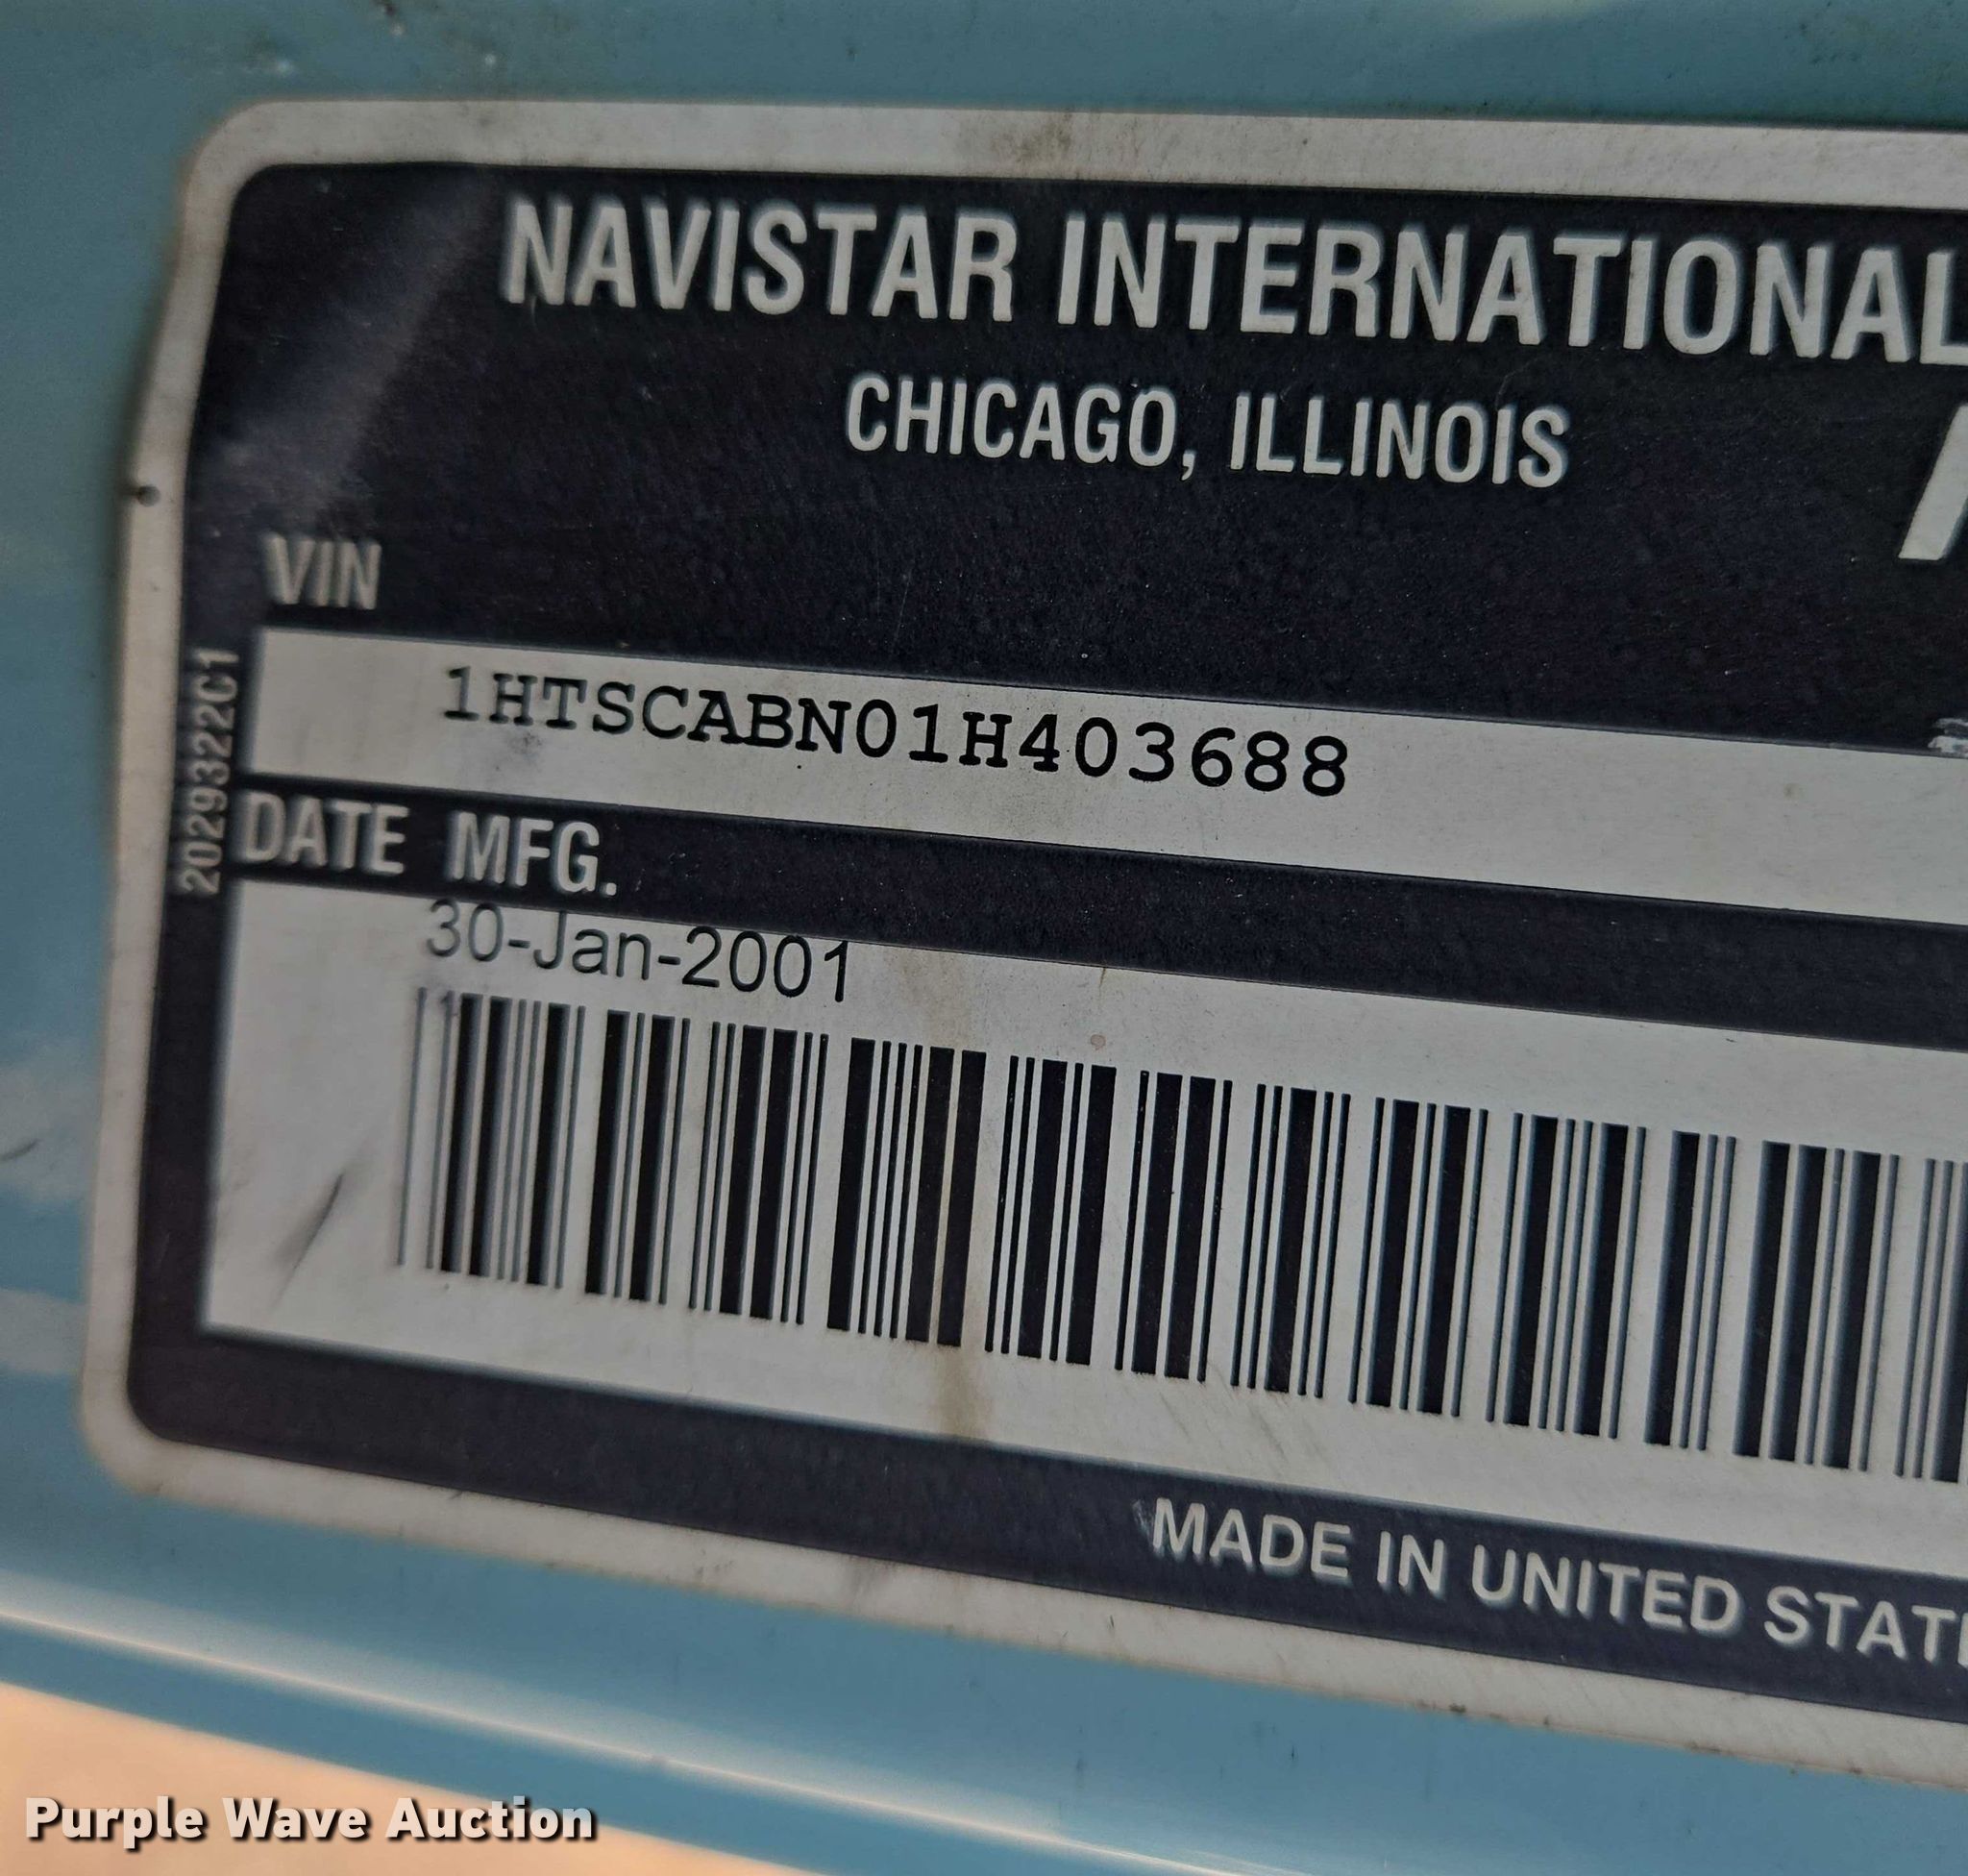 NAVISTAR INTERNATIONAL
CHICAGO, ILLINOIS
VIN
1HTSCABN01H403688
2029322C1
DATE MFG.
30-Jan-2001
MADE IN UNITED STAT
Purple Wave Auction